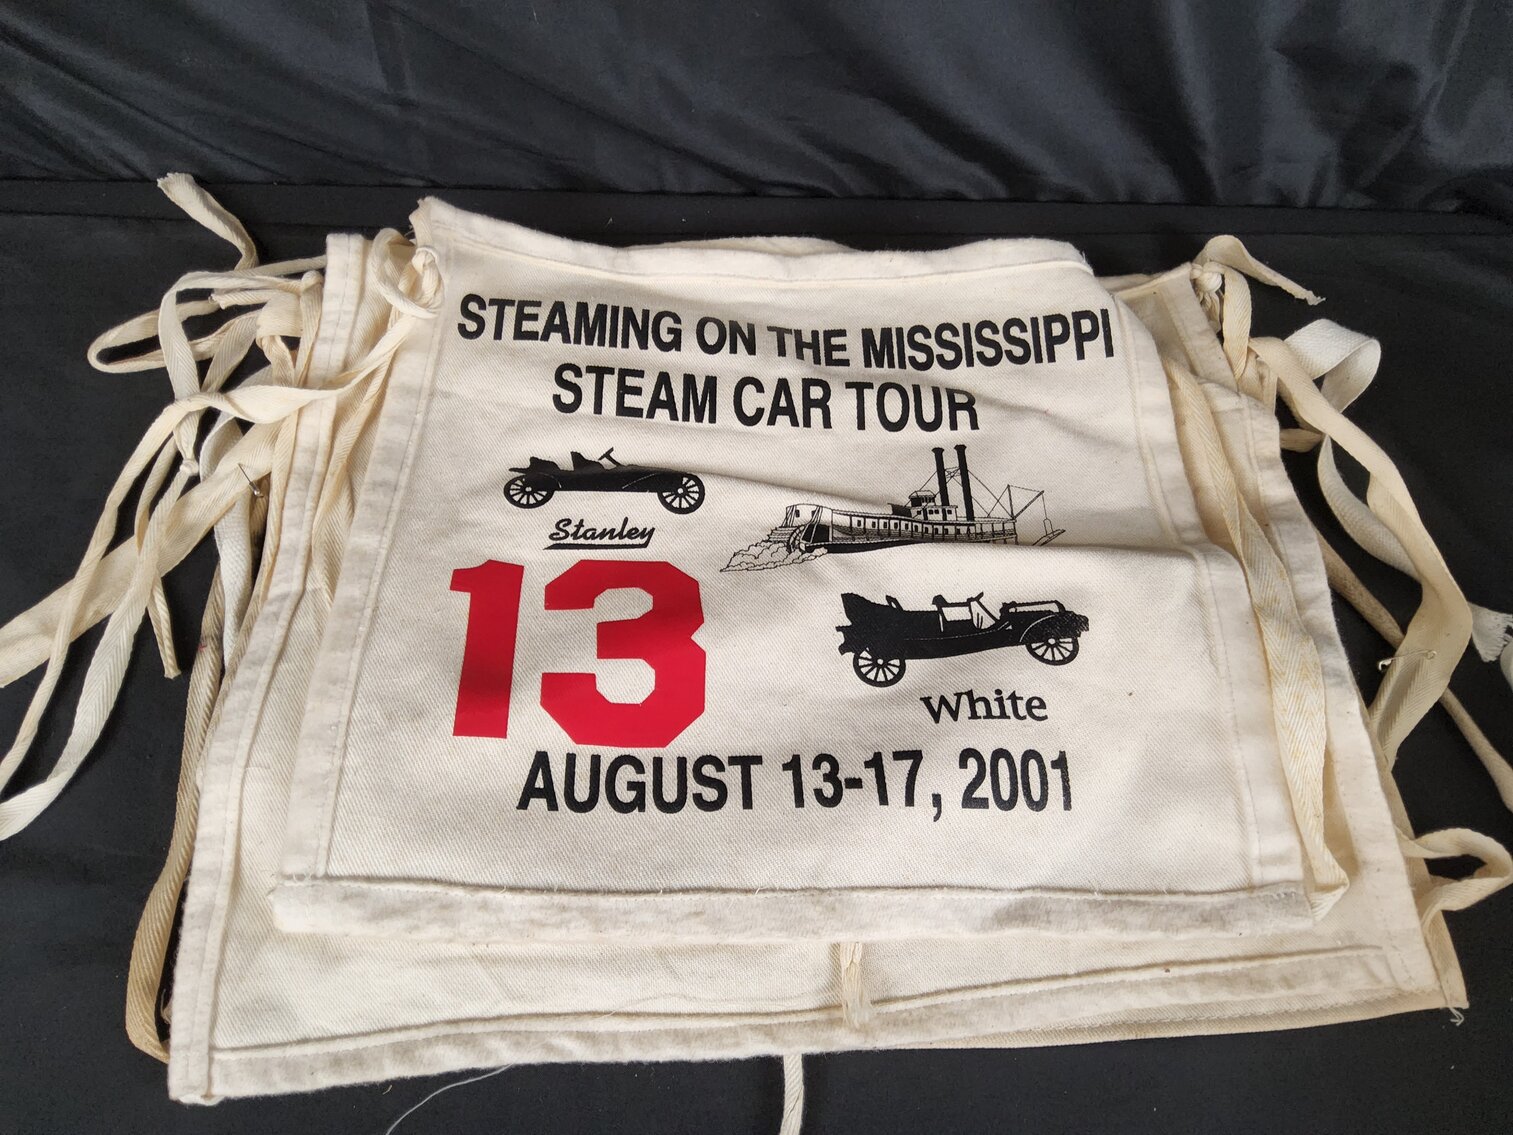 STEAMING ON THE MISSISSIPPI
STEAM CAR TOUR
Stanley
13
White
AUGUST 13-17, 2001